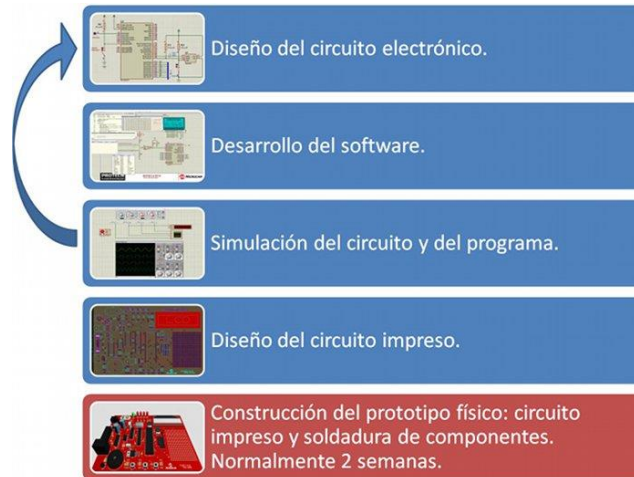 Diseño del circuito electrónico.
Desarrollo del software.
Simulación del circuito y del programa.
Diseño del circuito impreso.
Construcción del prototipo físico: circuito
impreso y soldadura de componentes.
Normalmente 2 semanas.